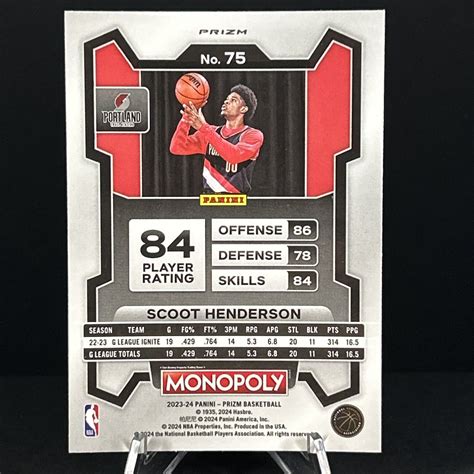 PRIZM
No. 75
PORTLAND
PANINI
84
PLAYER
RATING
OFFENSE 86
DEFENSE 78
SKILLS 84
SCOOT HENDERSON
SEASON TEAM G FG% FT% 3PM RPG APG STL BLK PTS PPG
22-23 G LEAGUE IGNITE 19 .429 .764 14 5.3 6.8 20 11 314 16.5
G LEAGUE TOTALS 19 .429 .764 14 5.3 6.8 20 11 314 16.5
MONOPOLY
2023-24 PANINI – PRIZM BASKETBALL
© 1935, 2024 Hasbro.
帕尼尼 © 2024 Panini America, Inc.
© 2024 NBA Properties, Inc. Produced in the USA.
© 2024 the National Basketball Players Association. All rights reserved.
NBA